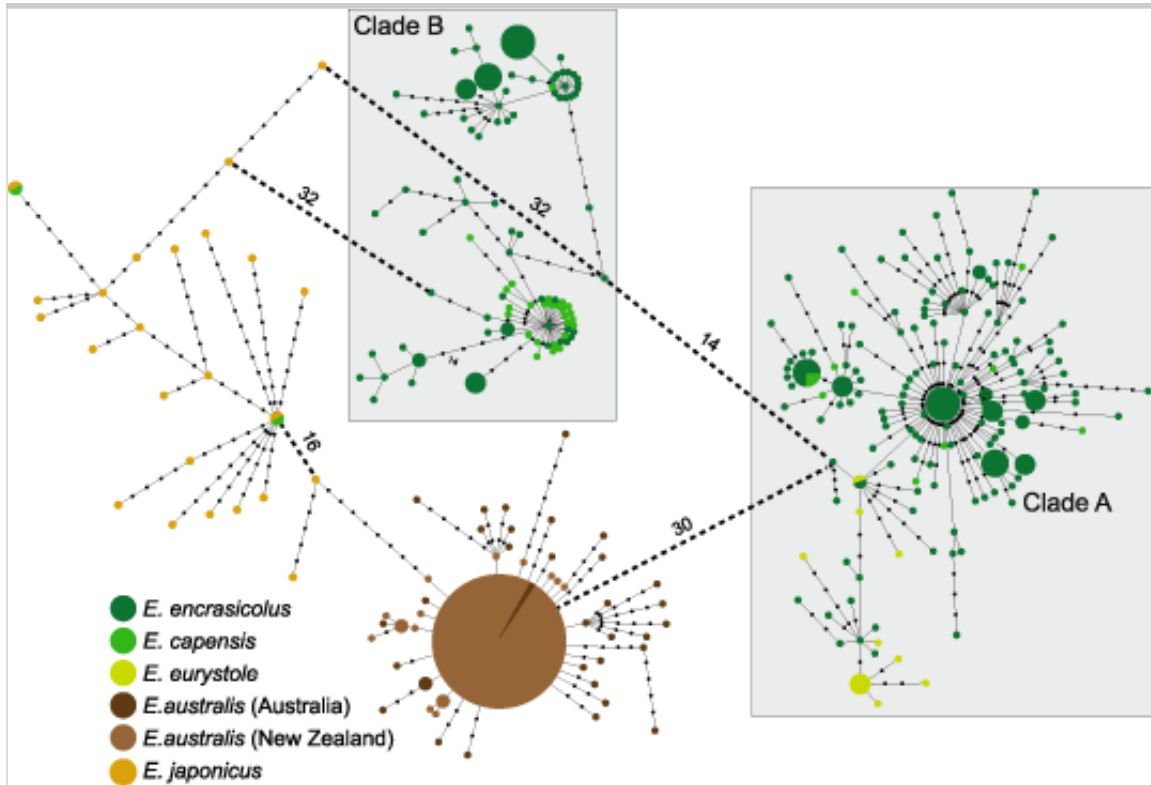 Clade B
32
32
14
16
30
Clade A
E. encrasicolus
E. capensis
E. eurystole
E.australis (Australia)
E.australis (New Zealand)
E. japonicus